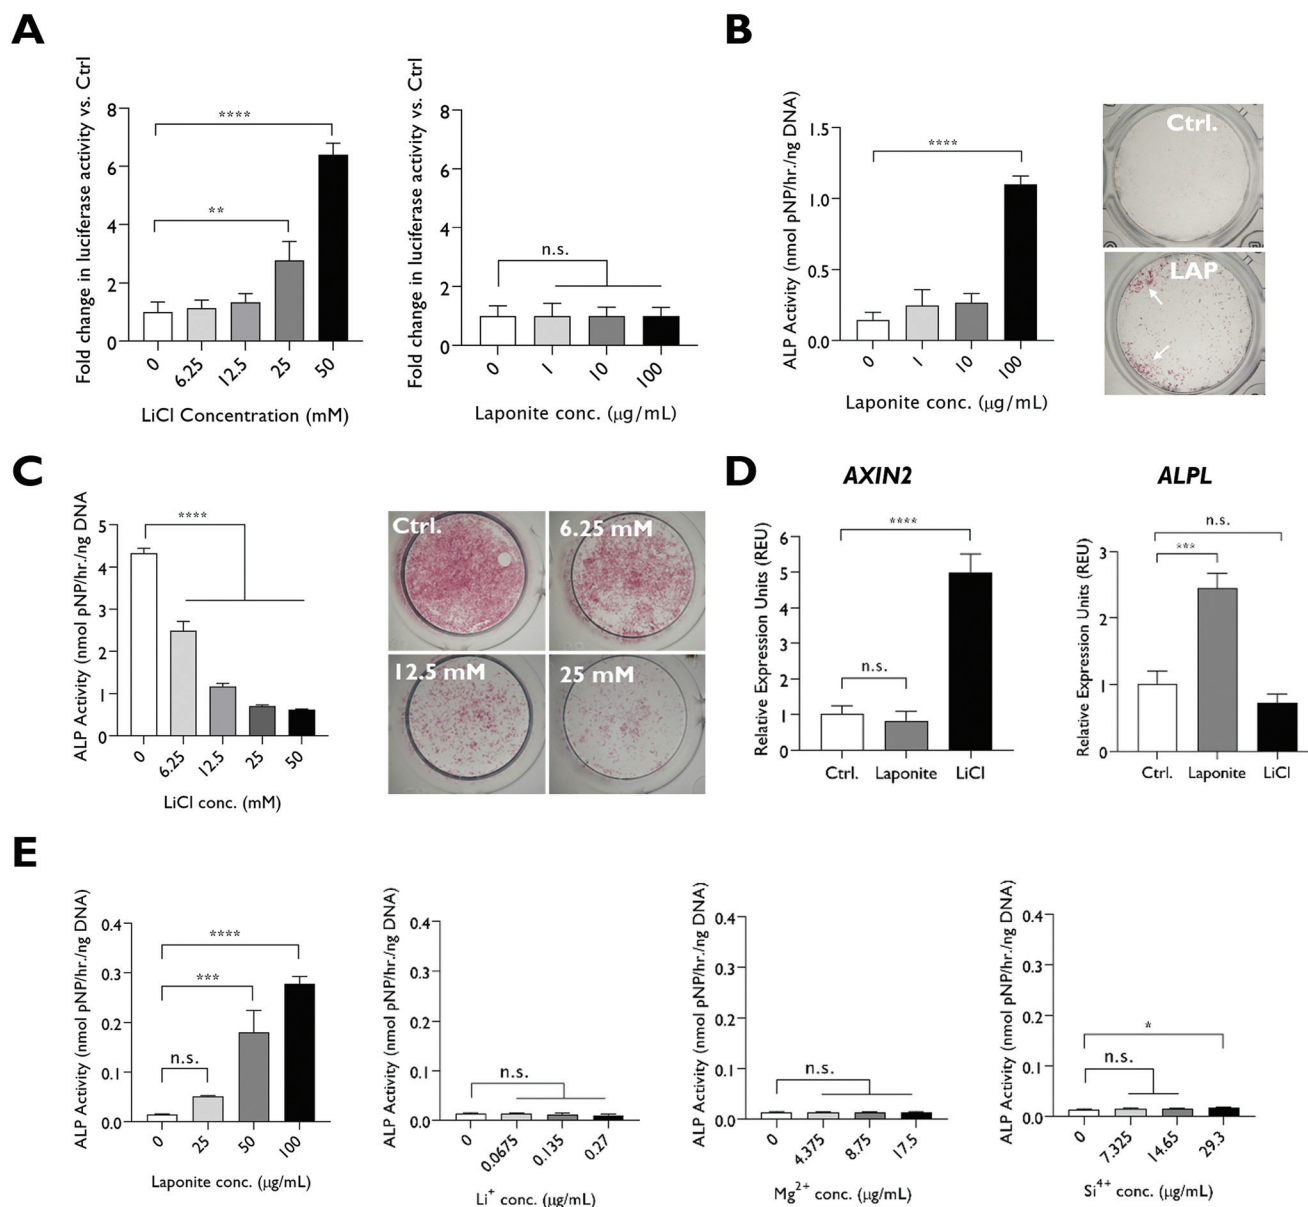 A
Fold change in luciferase activity vs. Ctrl
8
6
4
2
0
****
**
0
6.25
12.5
25
50
LiCl Concentration (mM)
Fold change in luciferase activity vs. Ctrl
8
6
4
2
0
n.s.
0
1
10
100
Laponite conc. (µg/mL)
B
ALP Activity (nmol pNP/hr./ng DNA)
1.5
1.0
0.5
0.0
****
0
1
10
100
Laponite conc. (µg/mL)
Ctrl.
LAP
C
ALP Activity (nmol pNP/hr./ng DNA
5
4
3
2
1
0
****
0
6.25
12.5
25
50
LiCl conc. (mM)
Ctrl.
6.25 mM
12.5 mM
25 mM
D
AXIN2
Relative Expression Units (REU)
6
5
4
3
2
1
0
****
n.s.
Ctrl.
Laponite
LiCl
ALPL
Relative Expression Units (REU)
3
2
1
0
n.s.
***
Ctrl.
Laponite
LiCl
E
ALP Activity (nmol pNP/hr./ng DNA)
0.4
0.3
0.2
0.1
0.0
****
***
n.s.
0
25
50
100
Laponite conc. (µg/mL)
ALP Activity (nmol pNP/hr./ng DNA)
0.4
0.3
0.2
0.1
0.0
n.s.
0
0.0675
0.135
0.27
Li⁺ conc. (µg/mL)
ALP Activity (nmol pNP/hr./ng DNA)
0.4
0.3
0.2
0.1
0.0
n.s.
0
4.375
8.75
17.5
Mg²⁺ conc. (µg/mL)
ALP Activity (nmol pNP/hr./ng DNA)
0.4
0.3
0.2
0.1
0.0
*
n.s.
0
7.325
14.65
29.3
Si⁴⁺ conc. (µg/mL)